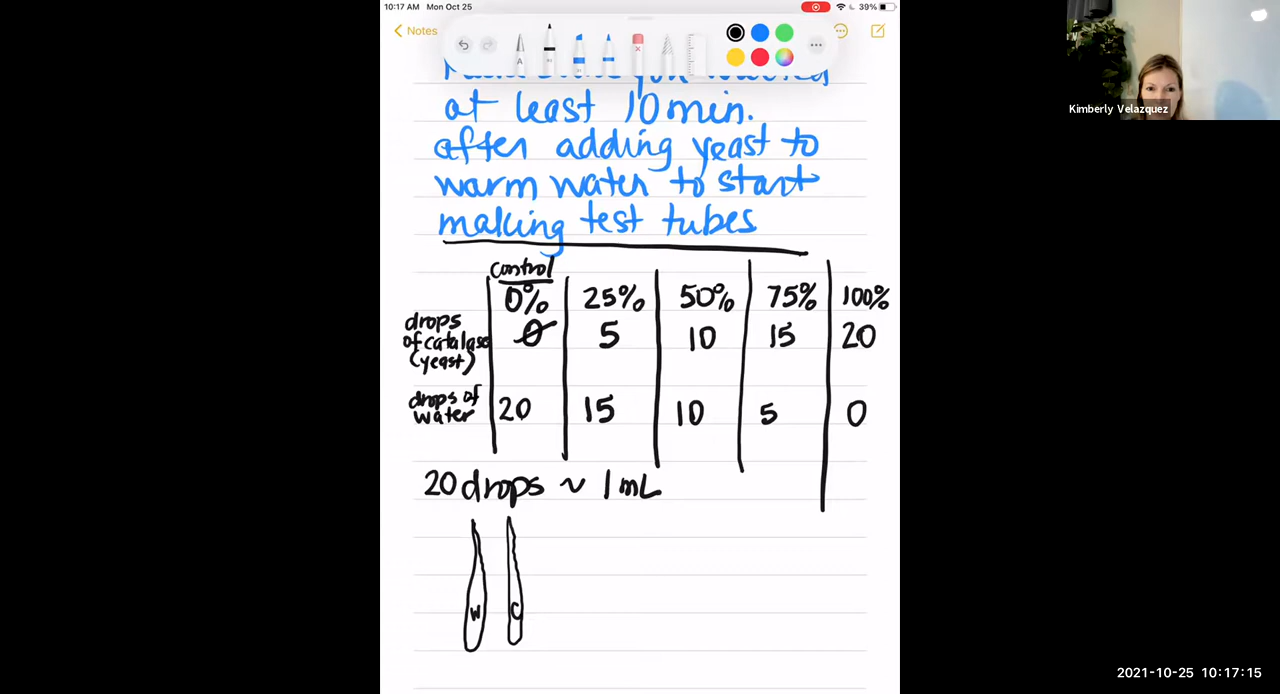 10:17 AM Mon Oct 25
39%
Notes
at least 10 min.
after adding yeast to
warm water to start
making test tubes
control
0% 25% 50% 75% 100%
drops of catalase (yeast) 0 5 10 15 20
drops of water 20 15 10 5 0
20 drops ~ 1 mL
W C
Kimberly Velazquez
2021-10-25 10:17:15